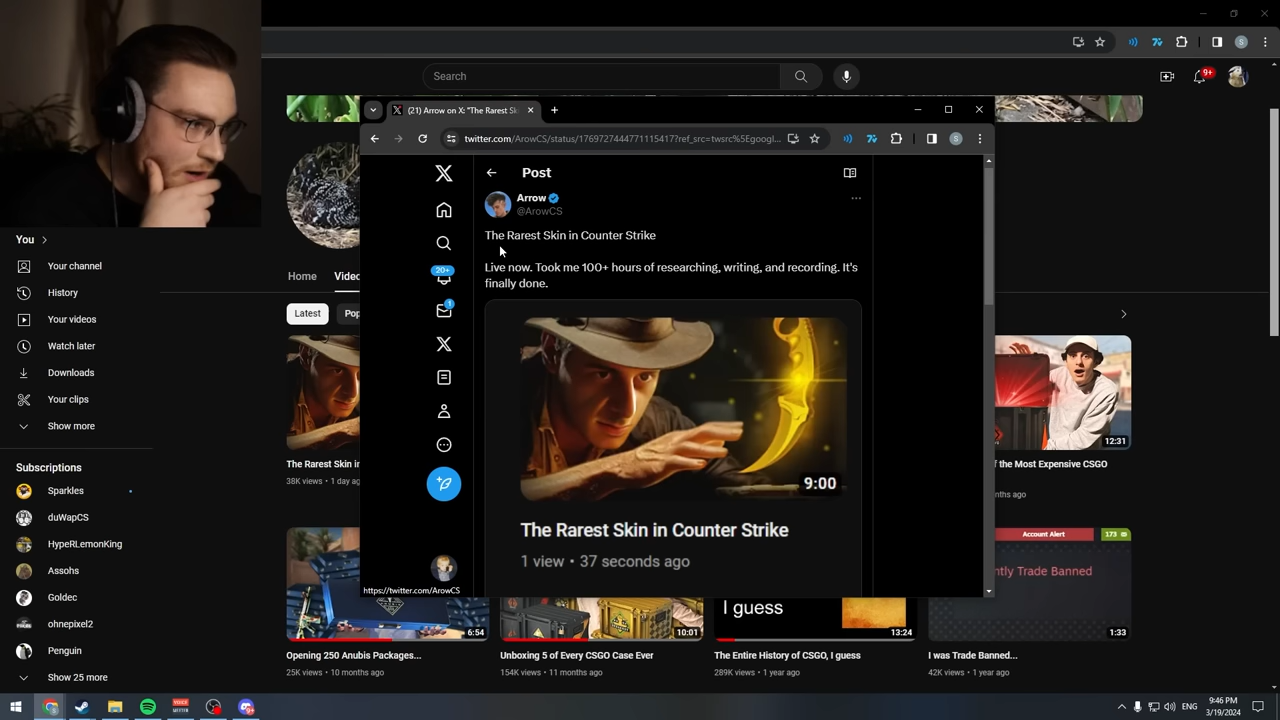 Search
9+
(21) Arrow on X: "The Rarest Sk
twitter.com/ArowCS/status/1769727444771115417?ref_src=twsrc%5Egoogl...
S
S
Post
Arrow
@ArowCS
The Rarest Skin in Counter Strike
Live now. Took me 100+ hours of researching, writing, and recording. It's
finally done.
9:00
The Rarest Skin in Counter Strike
1 view • 37 seconds ago
20+
1
https://twitter.com/ArowCS
You
Your channel
History
Your videos
Watch later
Downloads
Your clips
Show more
Subscriptions
Sparkles
duWapCS
HypeRLemonKing
Assohs
Goldec
ohnepixel2
Penguin
Show 25 more
Home
Latest
Pop
The Rarest Skin i
38K views • 1 day ag
12:31
f the Most Expensive CSGO
nths ago
6:54
Opening 250 Anubis Packages...
25K views • 10 months ago
10:01
Unboxing 5 of Every CSGO Case Ever
154K views • 11 months ago
I guess
13:24
The Entire History of CSGO, I guess
289K views • 1 year ago
Account Alert
173
ntly Trade Banned
1:33
I was Trade Banned...
42K views • 1 year ago
VOICE
ENG
9:46 PM
3/19/2024